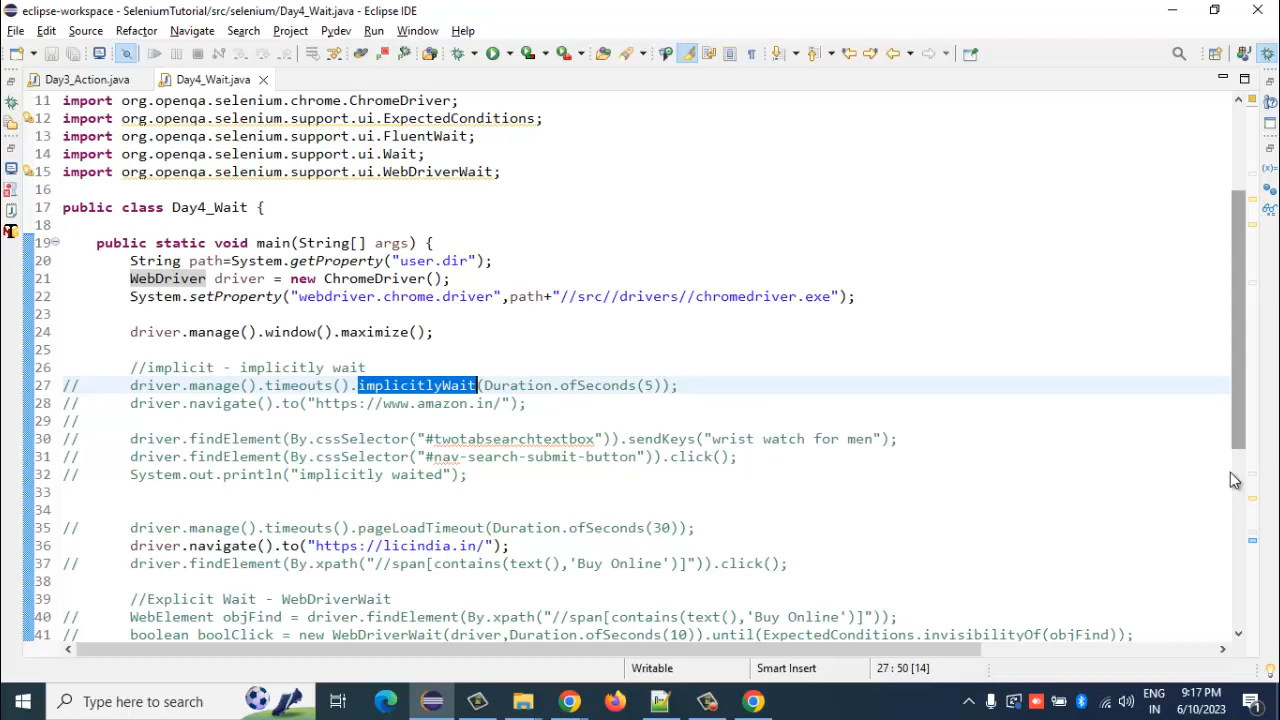 eclipse-workspace - SeleniumTutorial/src/selenium/Day4_Wait.java - Eclipse IDE
File Edit Source Refactor Navigate Search Project Pydev Run Window Help
Day3_Action.java Day4_Wait.java
11 import org.openqa.selenium.chrome.ChromeDriver;
12 import org.openqa.selenium.support.ui.ExpectedConditions;
13 import org.openqa.selenium.support.ui.FluentWait;
14 import org.openqa.selenium.support.ui.Wait;
15 import org.openqa.selenium.support.ui.WebDriverWait;
16
17 public class Day4_Wait {
18
19 public static void main(String[] args) {
20 String path=System.getProperty("user.dir");
21 WebDriver driver = new ChromeDriver();
22 System.setProperty("webdriver.chrome.driver",path+"//src//drivers//chromedriver.exe");
23
24 driver.manage().window().maximize();
25
26 //implicit - implicitly wait
27 // driver.manage().timeouts().implicitlyWait(Duration.ofSeconds(5));
28 // driver.navigate().to("https://www.amazon.in/");
29 //
30 // driver.findElement(By.cssSelector("#twotabsearchtextbox")).sendKeys("wrist watch for men");
31 // driver.findElement(By.cssSelector("#nav-search-submit-button")).click();
32 // System.out.println("implicitly waited");
33
34
35 // driver.manage().timeouts().pageLoadTimeout(Duration.ofSeconds(30));
36 driver.navigate().to("https://licindia.in/");
37 // driver.findElement(By.xpath("//span[contains(text(),'Buy Online')]")).click();
38
39 //Explicit Wait - WebDriverWait
40 // WebElement objFind = driver.findElement(By.xpath("//span[contains(text(),'Buy Online')]"));
41 // boolean boolClick = new WebDriverWait(driver,Duration.ofSeconds(10)).until(ExpectedConditions.invisibilityOf(objFind));
Writable Smart Insert 27 : 50 [14]
Type here to search
ENG
IN
9:17 PM
6/10/2023
1